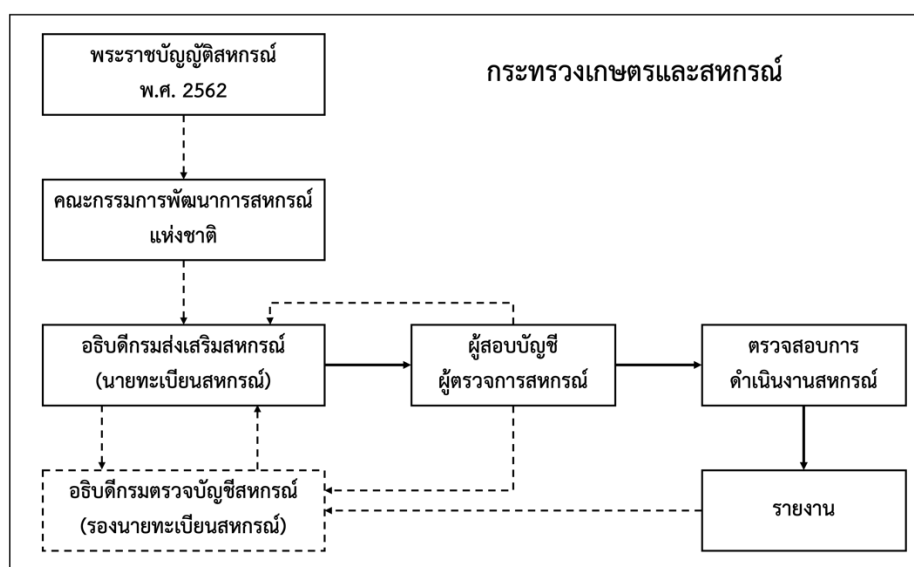 พระราชบัญญัติสหกรณ์
พ.ศ. 2562
กระทรวงเกษตรและสหกรณ์
คณะกรรมการพัฒนาการสหกรณ์
แห่งชาติ
อธิบดีกรมส่งเสริมสหกรณ์
(นายทะเบียนสหกรณ์)
ผู้สอบบัญชี
ผู้ตรวจการสหกรณ์
ตรวจสอบการ
ดำเนินงานสหกรณ์
อธิบดีกรมตรวจบัญชีสหกรณ์
(รองนายทะเบียนสหกรณ์)
รายงาน